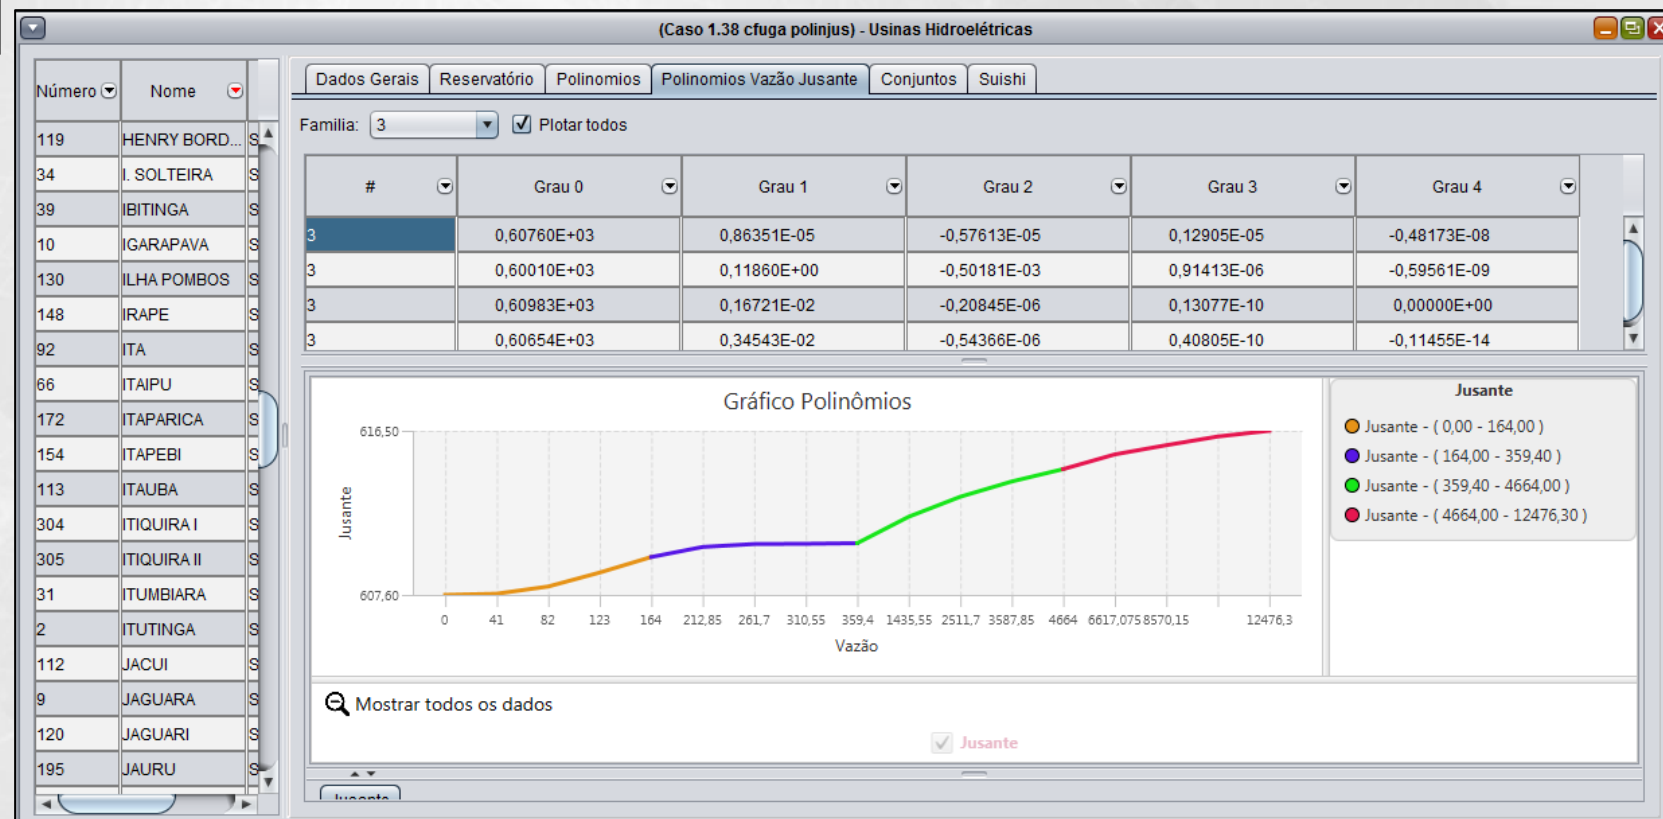 (Caso 1.38 cfuga polinjus) - Usinas Hidroelétricas
Número Nome
119 HENRY BORD... S
34 I. SOLTEIRA S
39 IBITINGA S
10 IGARAPAVA S
130 ILHA POMBOS S
148 IRAPE S
92 ITA S
66 ITAIPU S
172 ITAPARICA S
154 ITAPEBI S
113 ITAUBA S
304 ITIQUIRA I S
305 ITIQUIRA II S
31 ITUMBIARA S
2 ITUTINGA S
112 JACUI S
9 JAGUARA S
120 JAGUARI S
195 JAURU S
Dados Gerais Reservatório Polinomios Polinomios Vazão Jusante Conjuntos Suishi
Familia: 3 Plotar todos
# Grau 0 Grau 1 Grau 2 Grau 3 Grau 4
3 0,60760E+03 0,86351E-05 -0,57613E-05 0,12905E-05 -0,48173E-08
3 0,60010E+03 0,11860E+00 -0,50181E-03 0,91413E-06 -0,59561E-09
3 0,60983E+03 0,16721E-02 -0,20845E-06 0,13077E-10 0,00000E+00
3 0,60654E+03 0,34543E-02 -0,54366E-06 0,40805E-10 -0,11455E-14
Gráfico Polinômios
616,50
Jusante
607,60
0 41 82 123 164 212,85 261,7 310,55 359,4 1435,55 2511,7 3587,85 4664 6617,075 8570,15 12476,3
Vazão
Jusante
Jusante - ( 0,00 - 164,00 )
Jusante - ( 164,00 - 359,40 )
Jusante - ( 359,40 - 4664,00 )
Jusante - ( 4664,00 - 12476,30 )
Mostrar todos os dados
Jusante
Jusante